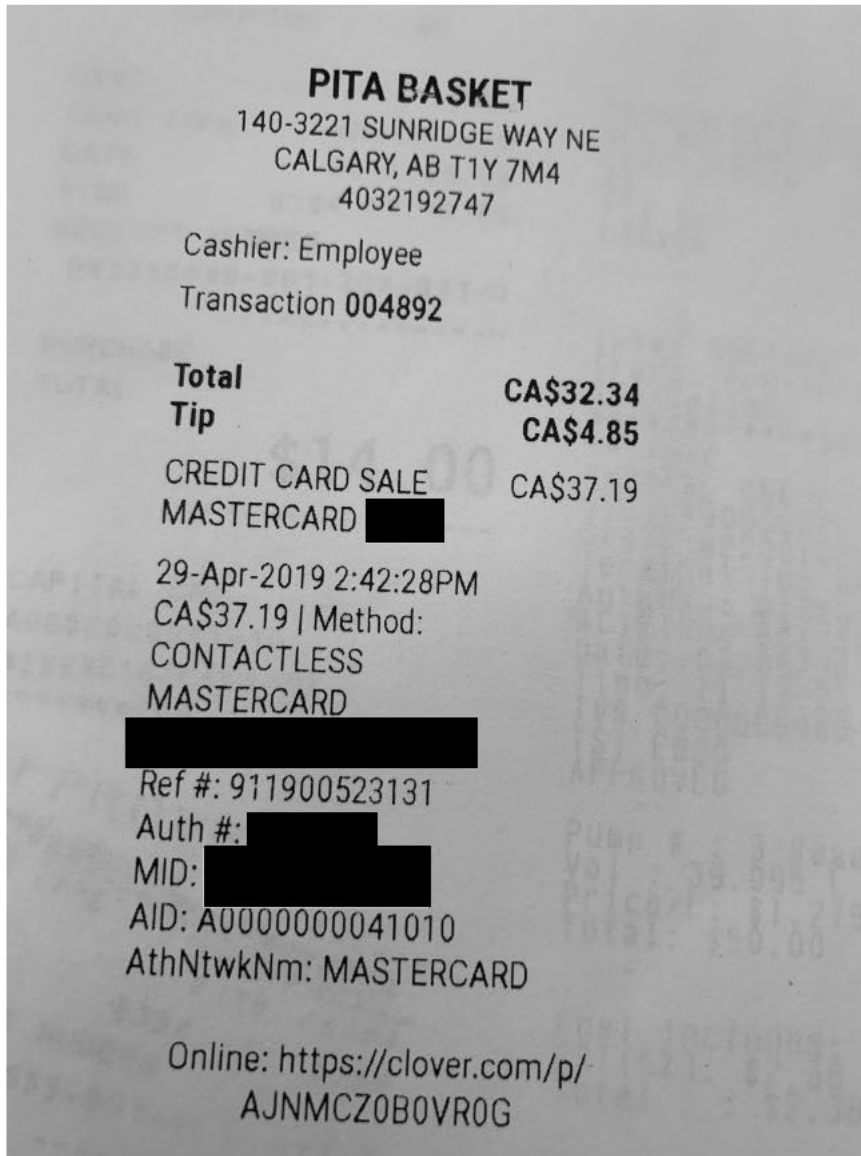 PITA BASKET
140-3221 SUNRIDGE WAY NE
CALGARY, AB T1Y 7M4
4032192747
Cashier: Employee
Transaction 004892
Total CA$32.34
Tip CA$4.85
CREDIT CARD SALE CA$37.19
MASTERCARD
29-Apr-2019 2:42:28PM
CA$37.19 | Method:
CONTACTLESS
MASTERCARD
Ref #: 911900523131
Auth #:
MID:
AID: A0000000041010
AthNtwkNm: MASTERCARD
Online: https://clover.com/p/
AJNMCZ0B0VR0G